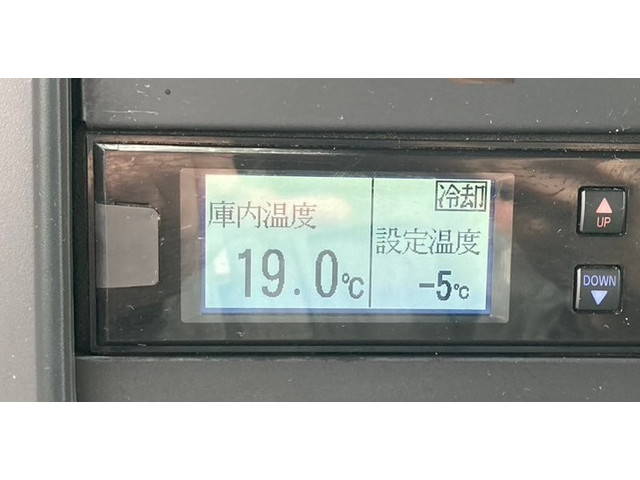 庫内温度
19.0℃
冷却
設定温度
-5℃
UP
DOWN